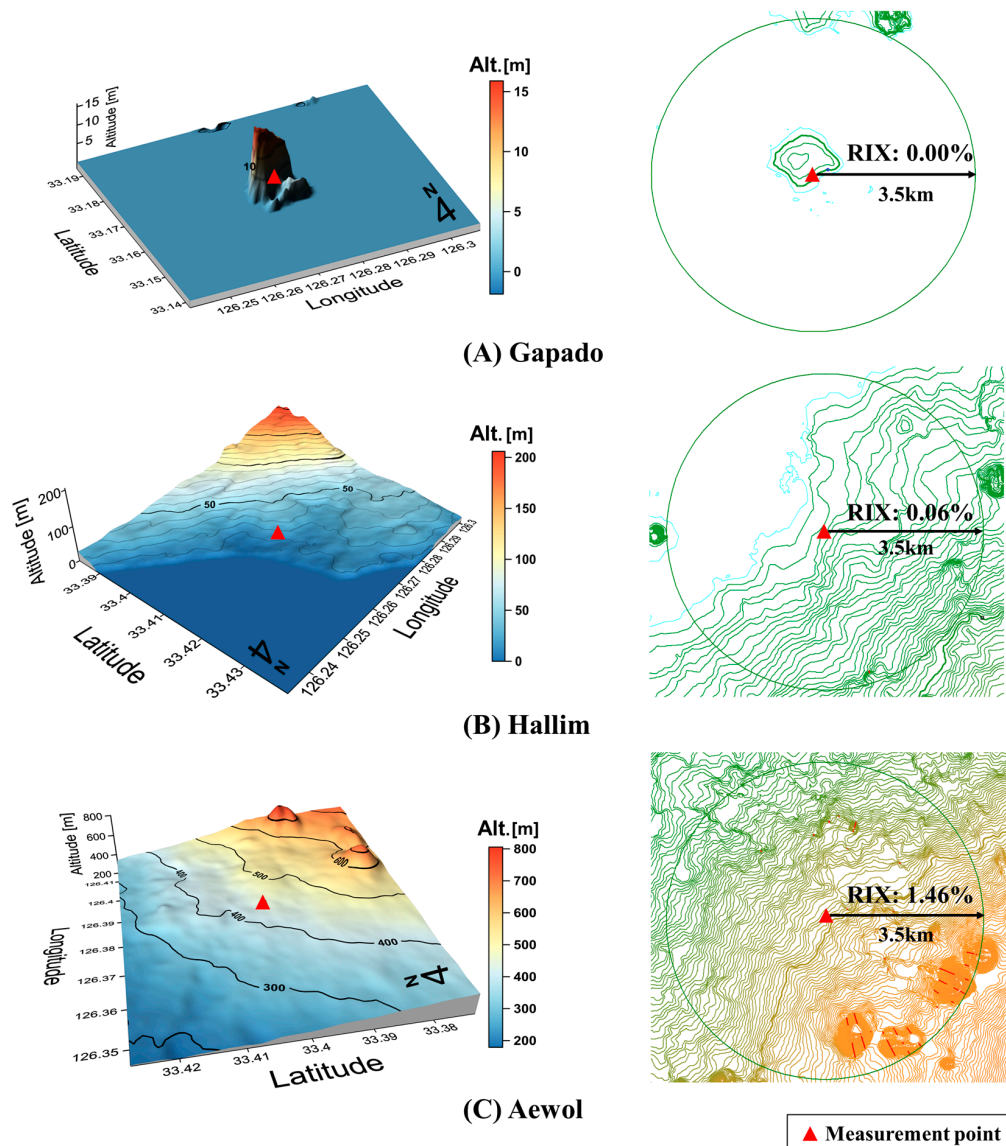 Alt. [m]
Altitude [m]
15
10
5
10
15
10
5
0
33.19
33.18
33.17
33.16
33.15
33.14
Latitude
126.25
126.26
126.27
126.28
126.29
126.3
Longitude
N
RIX: 0.00%
3.5km
(A) Gapado
Alt. [m]
Altitude [m]
200
100
0
50
50
200
150
100
50
0
33.39
33.4
33.41
33.42
33.43
Latitude
126.24
126.25
126.26
126.27
126.28
126.29
126.3
Longitude
N
RIX: 0.06%
3.5km
(B) Hallim
Alt. [m]
Altitude [m]
800
600
400
200
126.41
126.4
126.39
126.38
126.37
126.36
126.35
Longitude
600
500
400
400
400
300
800
700
600
500
400
300
200
33.42
33.41
33.4
33.39
33.38
Latitude
N
RIX: 1.46%
3.5km
(C) Aewol
Measurement point